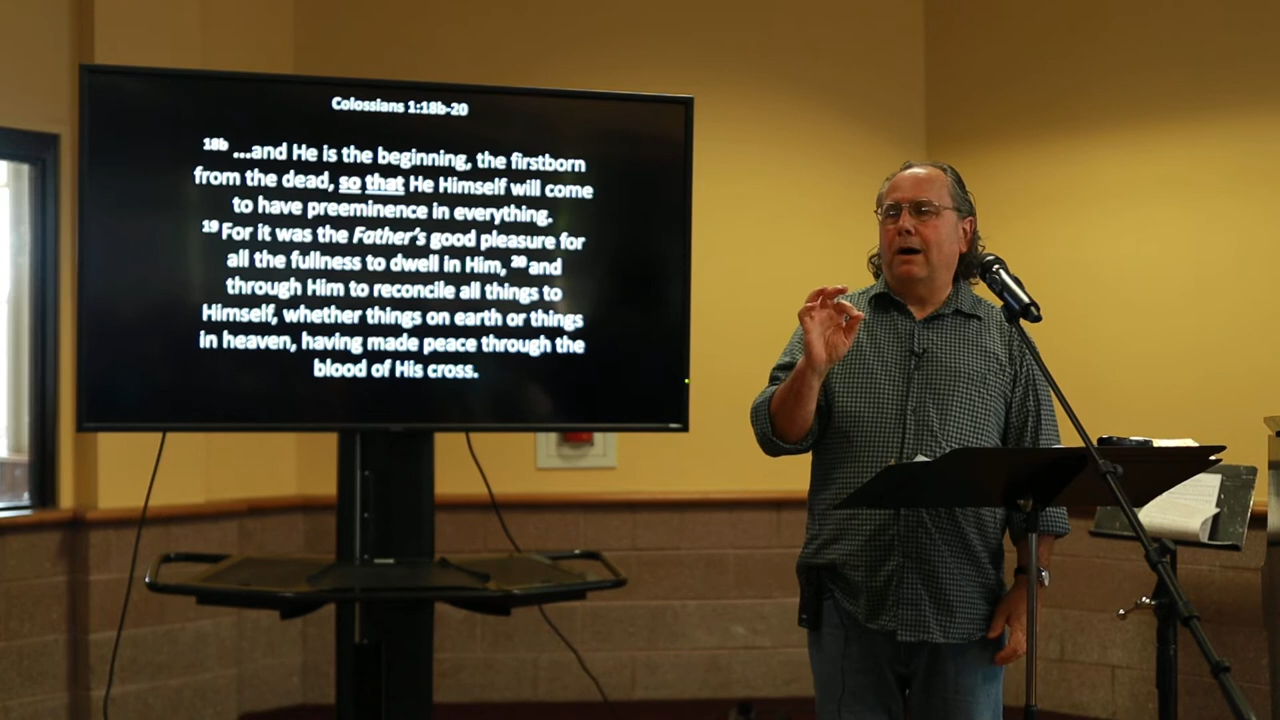 Colossians 1:18b-20
18b ...and He is the beginning, the firstborn
from the dead, so that He Himself will come
to have preeminence in everything.
19 For it was the Father's good pleasure for
all the fullness to dwell in Him, 20 and
through Him to reconcile all things to
Himself, whether things on earth or things
in heaven, having made peace through the
blood of His cross.